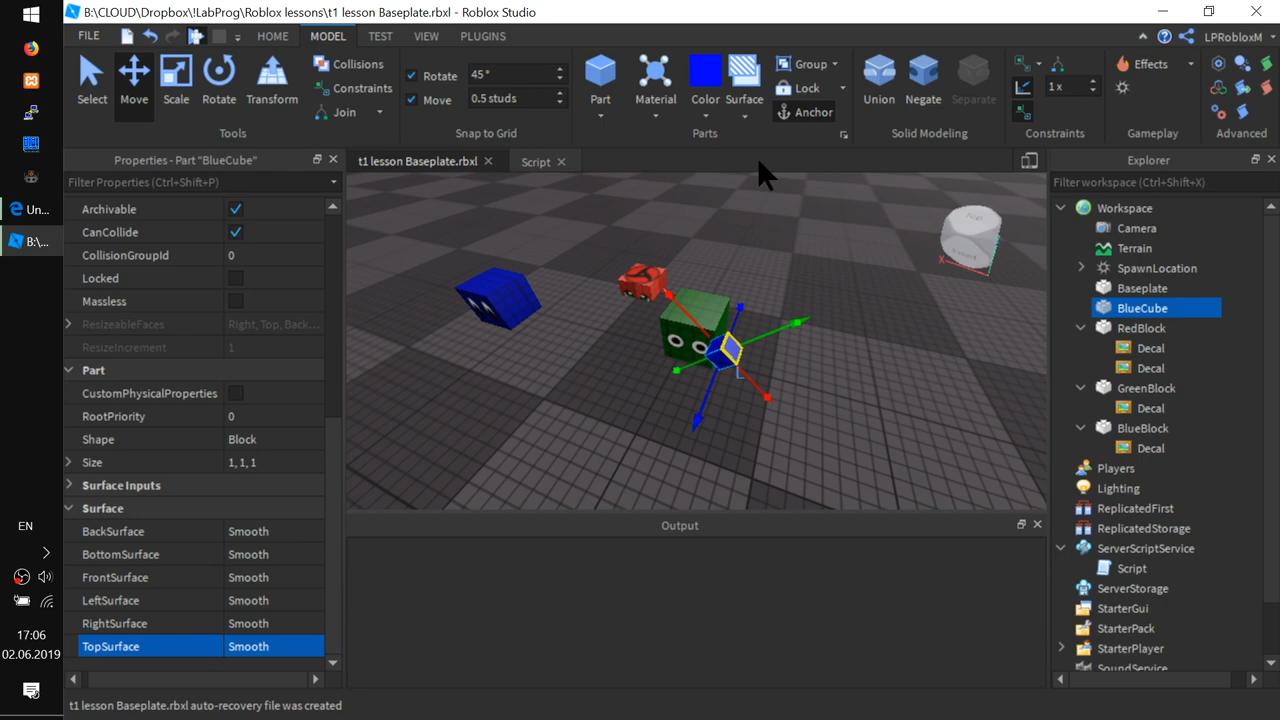 B:\CLOUD\Dropbox\!LabProg\Roblox lessons\t1 lesson Baseplate.rbxl - Roblox Studio
FILE HOME MODEL TEST VIEW PLUGINS LPRobloxM
Select Move Scale Rotate Transform
Collisions
Constraints
Join
Tools
Rotate 45°
Move 0.5 studs
Snap to Grid
Part Material Color Surface
Group
Lock
Anchor
Parts
Union Negate Separate
Solid Modeling
1 x
Constraints
Effects
Gameplay
Advanced
Properties - Part "BlueCube"
Filter Properties (Ctrl+Shift+P)
Archivable
CanCollide
CollisionGroupId 0
Locked
Massless
ResizeableFaces Right, Top, Back...
ResizeIncrement 1
Part
CustomPhysicalProperties
RootPriority 0
Shape Block
Size 1, 1, 1
Surface Inputs
Surface
BackSurface Smooth
BottomSurface Smooth
FrontSurface Smooth
LeftSurface Smooth
RightSurface Smooth
TopSurface Smooth
t1 lesson Baseplate.rbxl Script
X
L
Output
Explorer
Filter workspace (Ctrl+Shift+X)
Workspace
Camera
Terrain
SpawnLocation
Baseplate
BlueCube
RedBlock
Decal
Decal
GreenBlock
Decal
BlueBlock
Decal
Players
Lighting
ReplicatedFirst
ReplicatedStorage
ServerScriptService
Script
ServerStorage
StarterGui
StarterPack
StarterPlayer
SoundService
t1 lesson Baseplate.rbxl auto-recovery file was created
Un...
B:\...
EN
17:06
02.06.2019